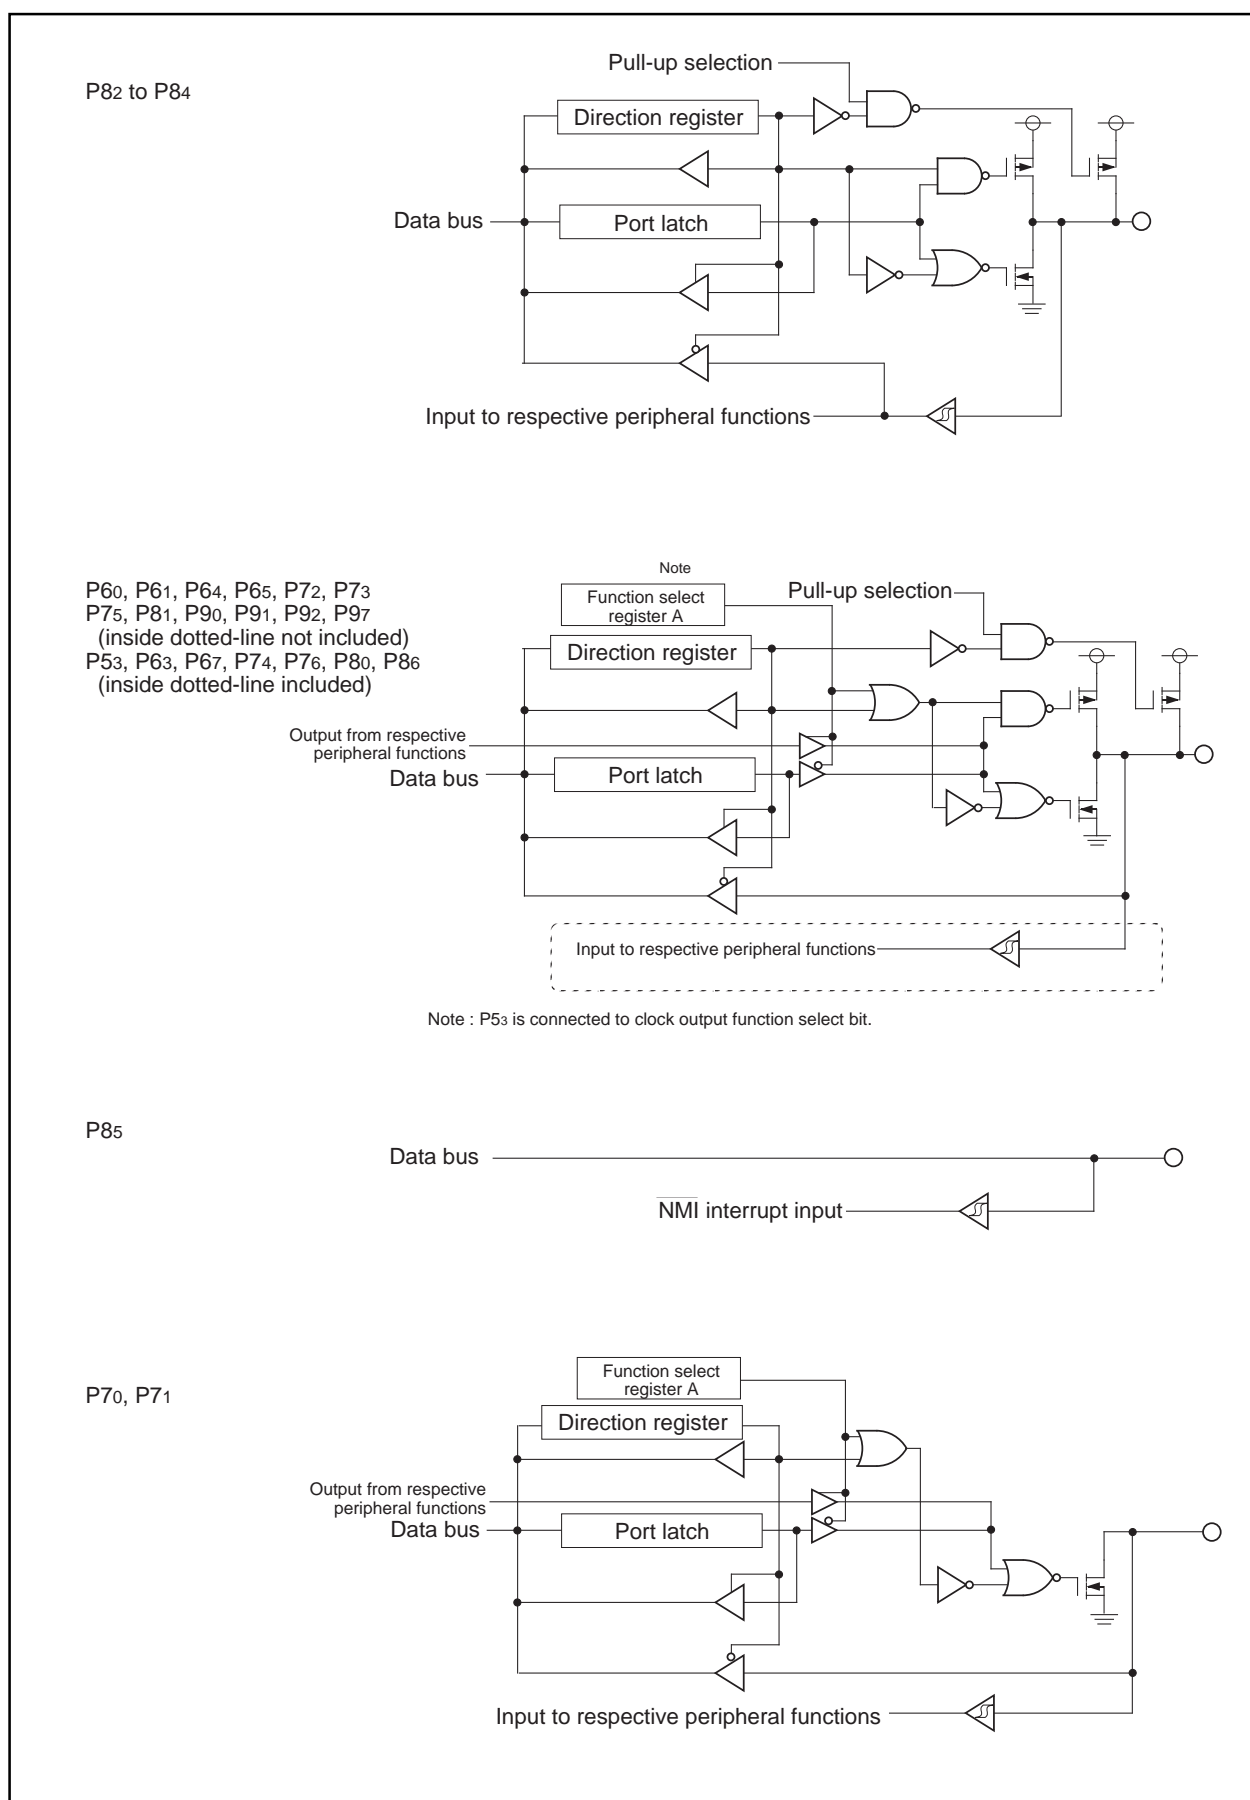 Pull-up selection
P82 to P84
Direction register
Data bus
Port latch
Input to respective peripheral functions
P60, P61, P64, P65, P72, P73
P75, P81, P90, P91, P92, P97
(inside dotted-line not included)
P53, P63, P67, P74, P76, P80, P86
(inside dotted-line included)
Note
Function select
register A
Pull-up selection
Direction register
Output from respective
peripheral functions
Data bus
Port latch
Input to respective peripheral functions
Note : P53 is connected to clock output function select bit.
P85
Data bus
NMI interrupt input
P70, P71
Function select
register A
Direction register
Output from respective
peripheral functions
Data bus
Port latch
Input to respective peripheral functions